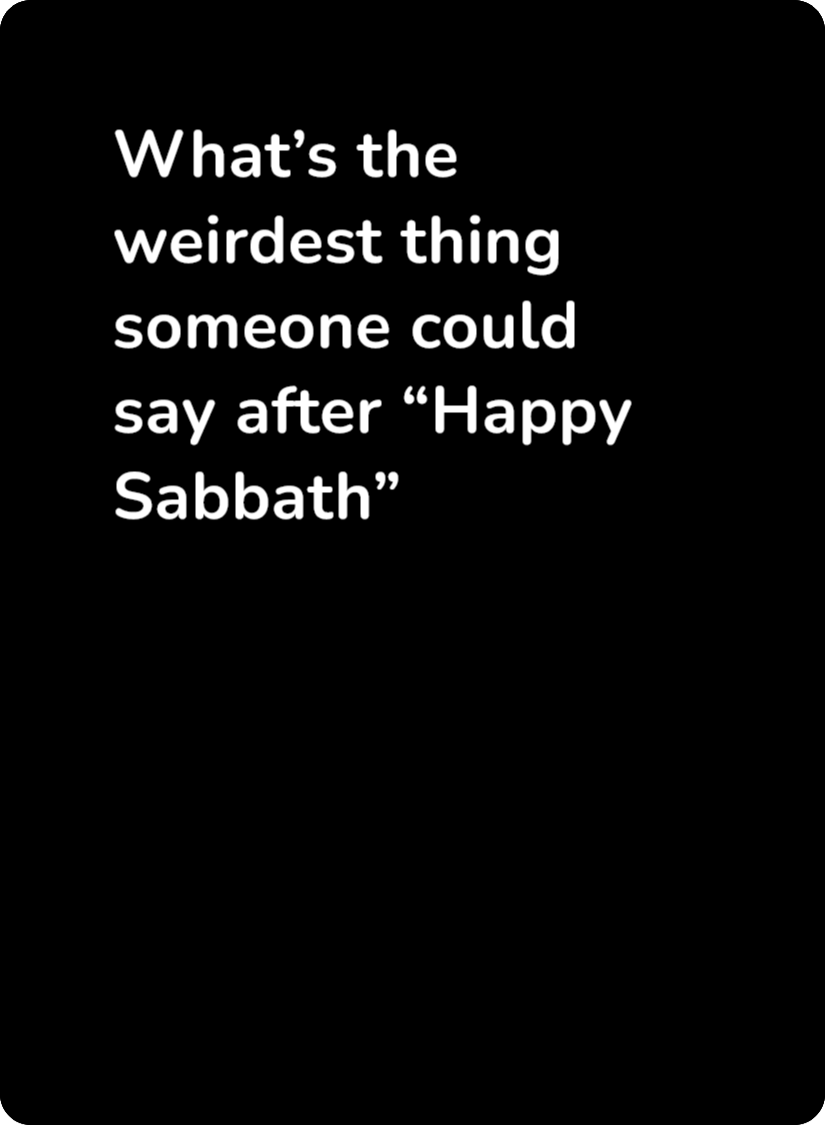 What’s the
weirdest thing
someone could
say after “Happy
Sabbath”